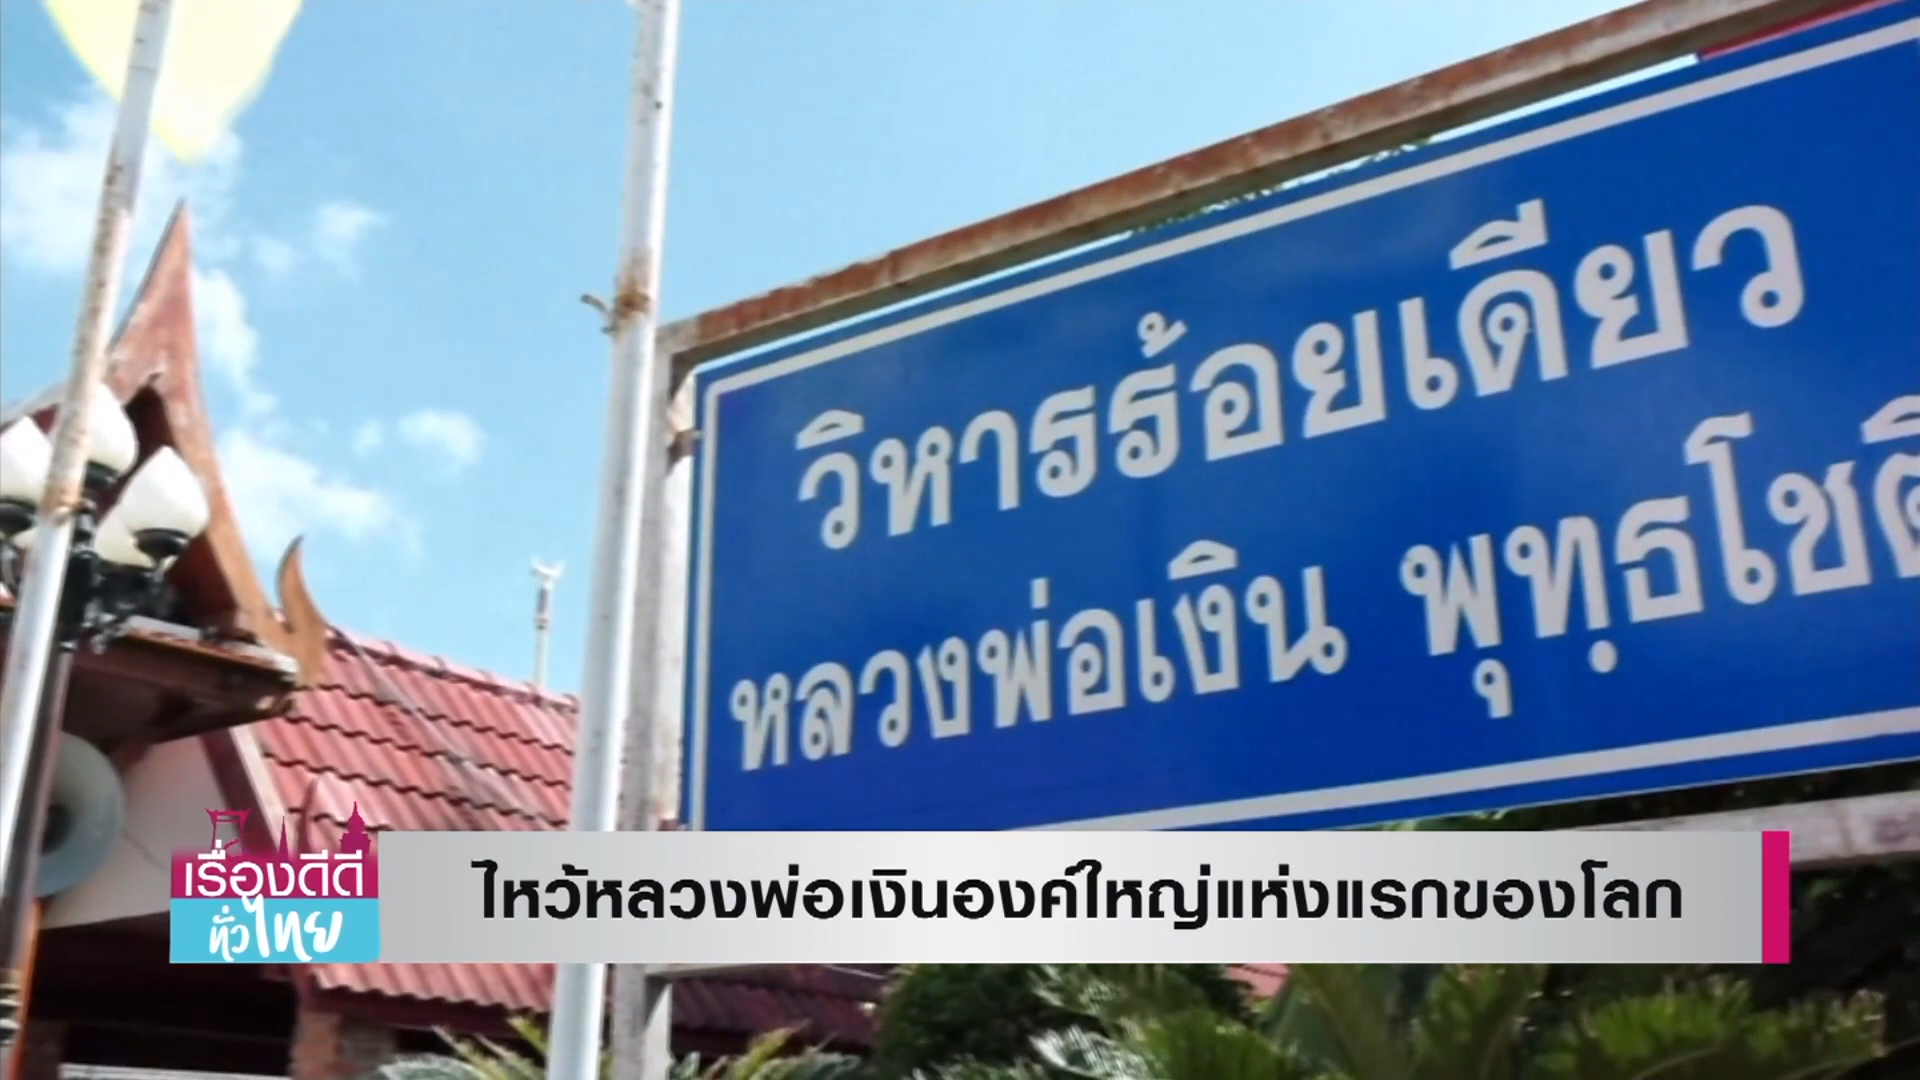 วิหารร้อยเดียว
หลวงพ่อเงิน พุทฺธโชติ
เรื่องดีดี
ทั่วไทย
ไหว้หลวงพ่อเงินองค์ใหญ่แห่งแรกของโลก